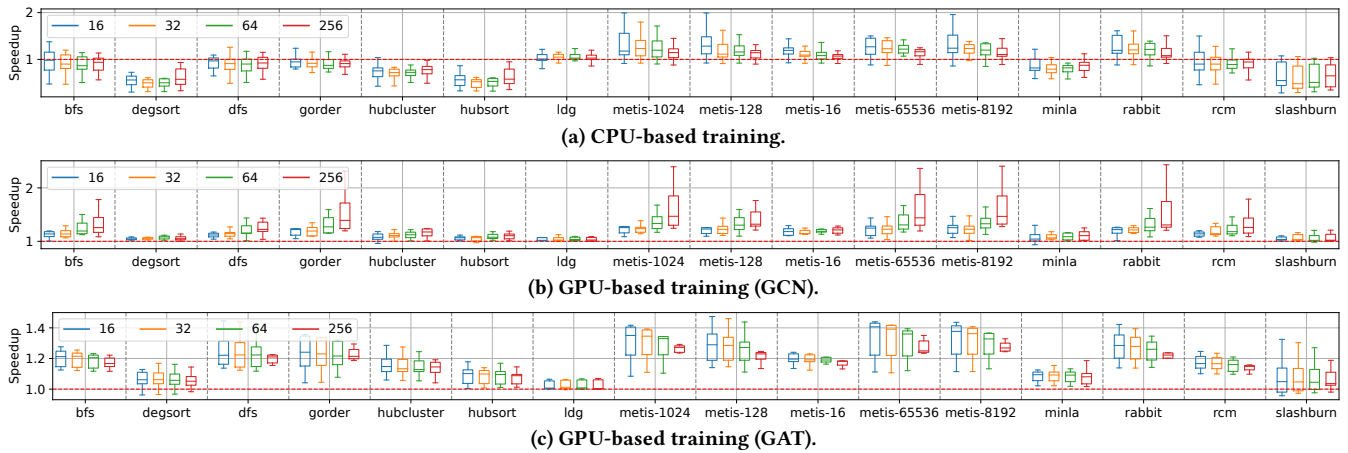 2
16 32 64 256
Speedup
1
bfs degsort dfs gorder hubcluster hubsort ldg metis-1024 metis-128 metis-16 metis-65536 metis-8192 minla rabbit rcm slashburn
(a) CPU-based training.
16 32 64 256
2
Speedup
1
bfs degsort dfs gorder hubcluster hubsort ldg metis-1024 metis-128 metis-16 metis-65536 metis-8192 minla rabbit rcm slashburn
(b) GPU-based training (GCN).
16 32 64 256
1.4
Speedup
1.2
1.0
bfs degsort dfs gorder hubcluster hubsort ldg metis-1024 metis-128 metis-16 metis-65536 metis-8192 minla rabbit rcm slashburn
(c) GPU-based training (GAT).